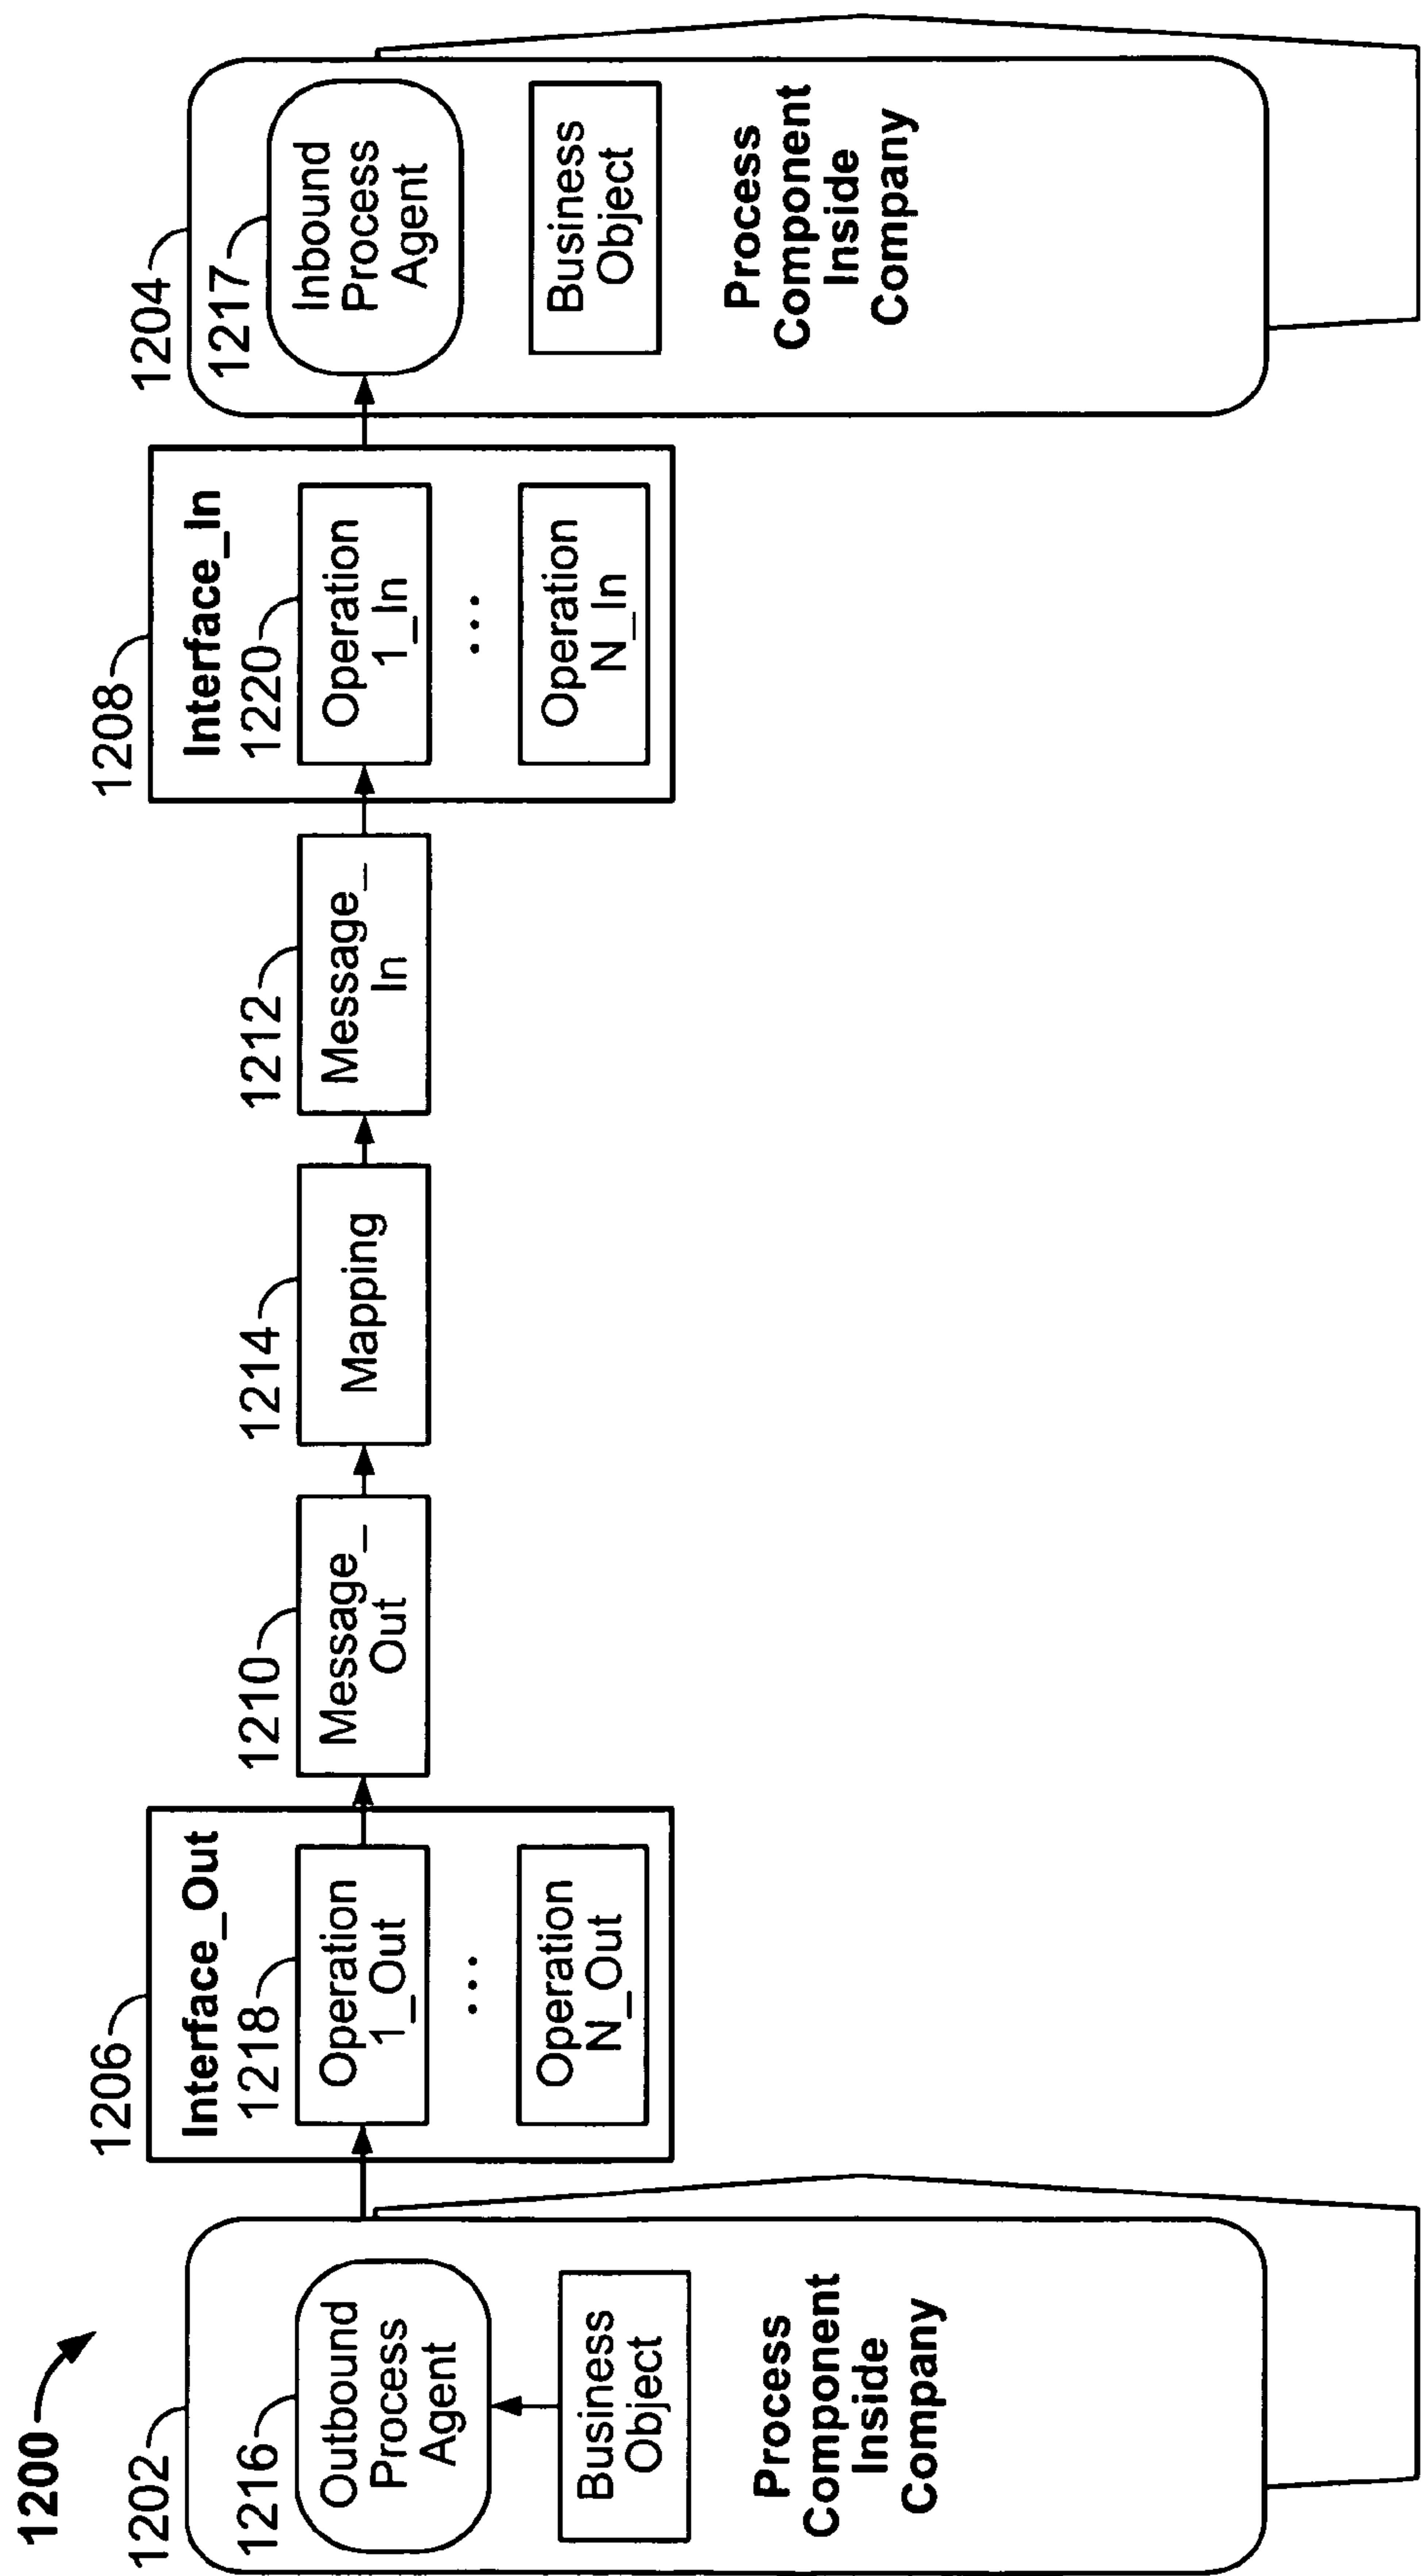 1200
1202
1216
Outbound
Process
Agent
Business
Object
Process
Component
Inside
Company
1206
Interface_Out
1218
Operation
1_Out
...
Operation
N_Out
1210
Message_
Out
1214
Mapping
1212
Message_
In
1208
Interface_In
1220
Operation
1_In
...
Operation
N_In
1204
1217
Inbound
Process
Agent
Business
Object
Process
Component
Inside
Company